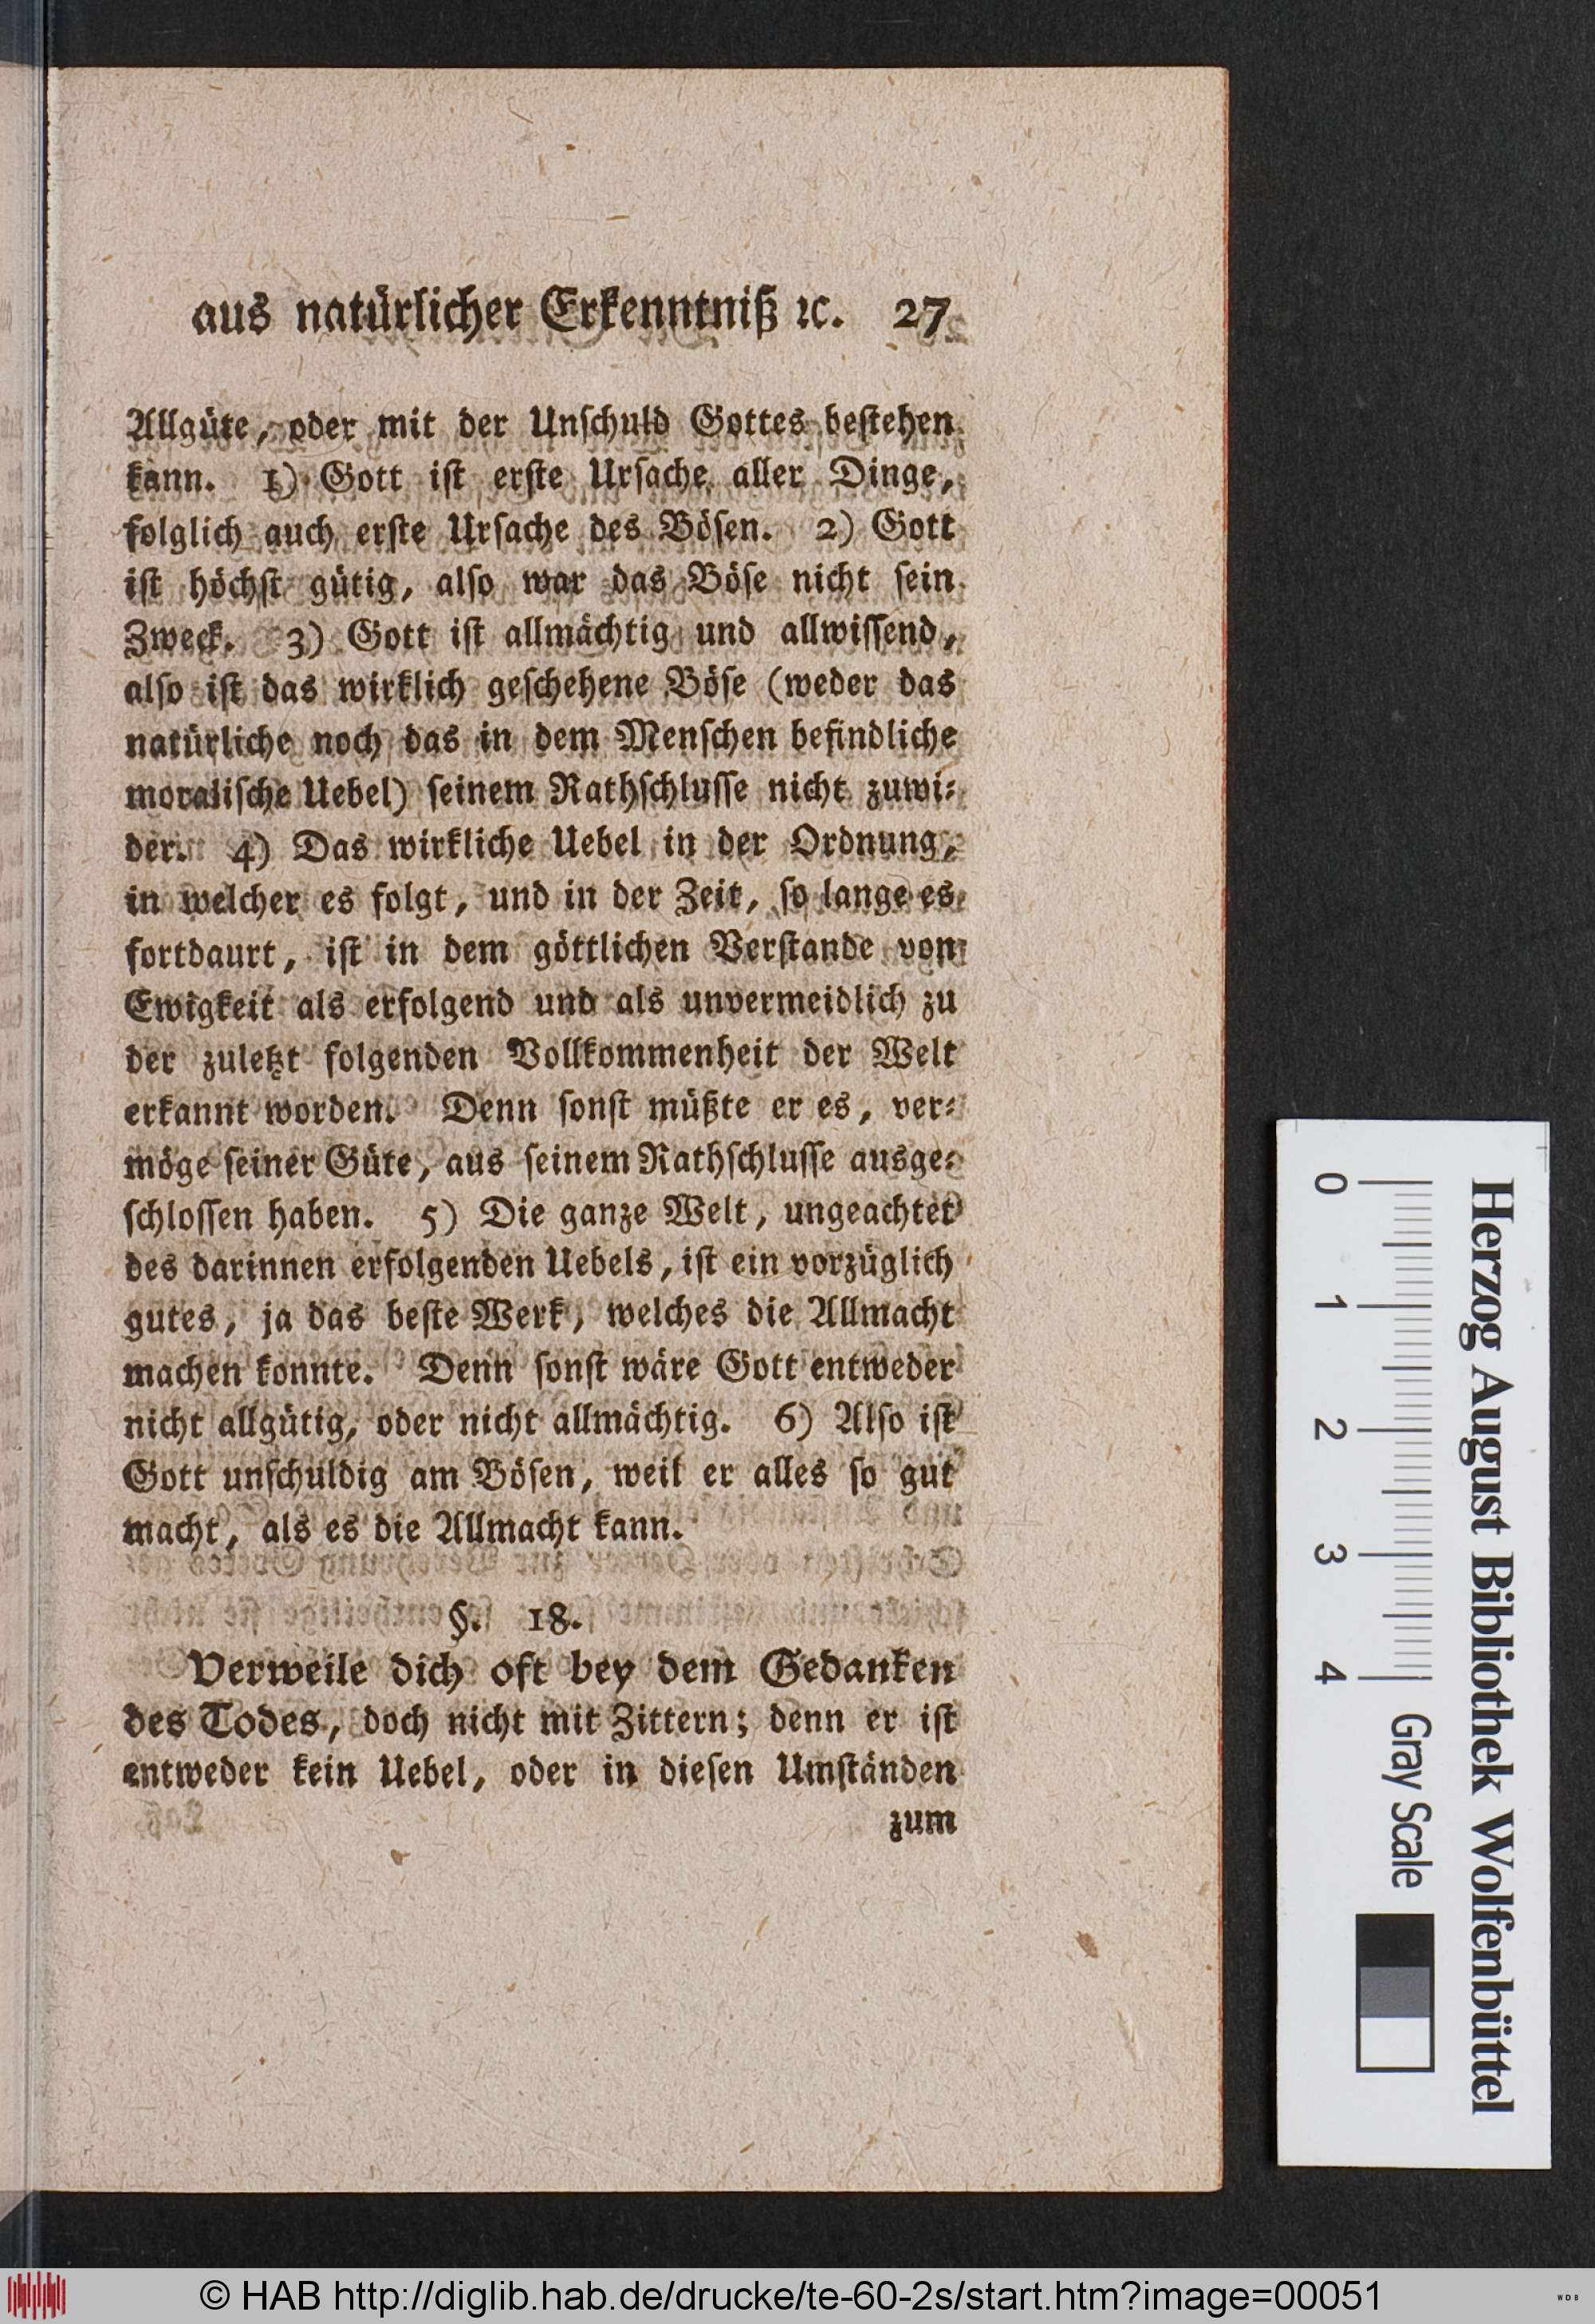 aus natürlicher Erkenntniß ꝛc. 27
Allgüte, oder mit der Unſchuld Gottes beſtehen
kann. 1) Gott iſt erſte Urſache aller Dinge,
folglich auch erſte Urſache des Böſen. 2) Gott
iſt höchſt gütig, alſo war das Böſe nicht ſein
Zweck. 3) Gott iſt allmächtig und allwiſſend,
alſo iſt das wirklich geſchehene Böſe (weder das
natürliche noch das in dem Menſchen befindliche
moraliſche Uebel) ſeinem Rathſchluſſe nicht zuwi⸗
der. 4) Das wirkliche Uebel in der Ordnung,
in welcher es folgt, und in der Zeit, ſo lange es
fortdaurt, iſt in dem göttlichen Verſtande von
Ewigkeit als erfolgend und als unvermeidlich zu
der zuletzt folgenden Vollkommenheit der Welt
erkannt worden. Denn ſonſt müßte er es, ver⸗
möge ſeiner Güte, aus ſeinem Rathſchluſſe ausge⸗
ſchloſſen haben. 5) Die ganze Welt, ungeachtet
des darinnen erfolgenden Uebels, iſt ein vorzüglich
gutes, ja das beſte Werk, welches die Allmacht
machen konnte. Denn ſonſt wäre Gott entweder
nicht allgütig, oder nicht allmächtig. 6) Alſo iſt
Gott unſchuldig am Böſen, weil er alles ſo gut
macht, als es die Allmacht kann.
§. 18.
Verweile dich oft bey dem Gedanken
des Todes, doch nicht mit Zittern; denn er iſt
entweder kein Uebel, oder in dieſen Umſtänden
zum
Herzog August Bibliothek Wolfenbüttel
0 1 2 3 4 Gray Scale
© HAB http://diglib.hab.de/drucke/te-60-2s/start.htm?image=00051
WDB